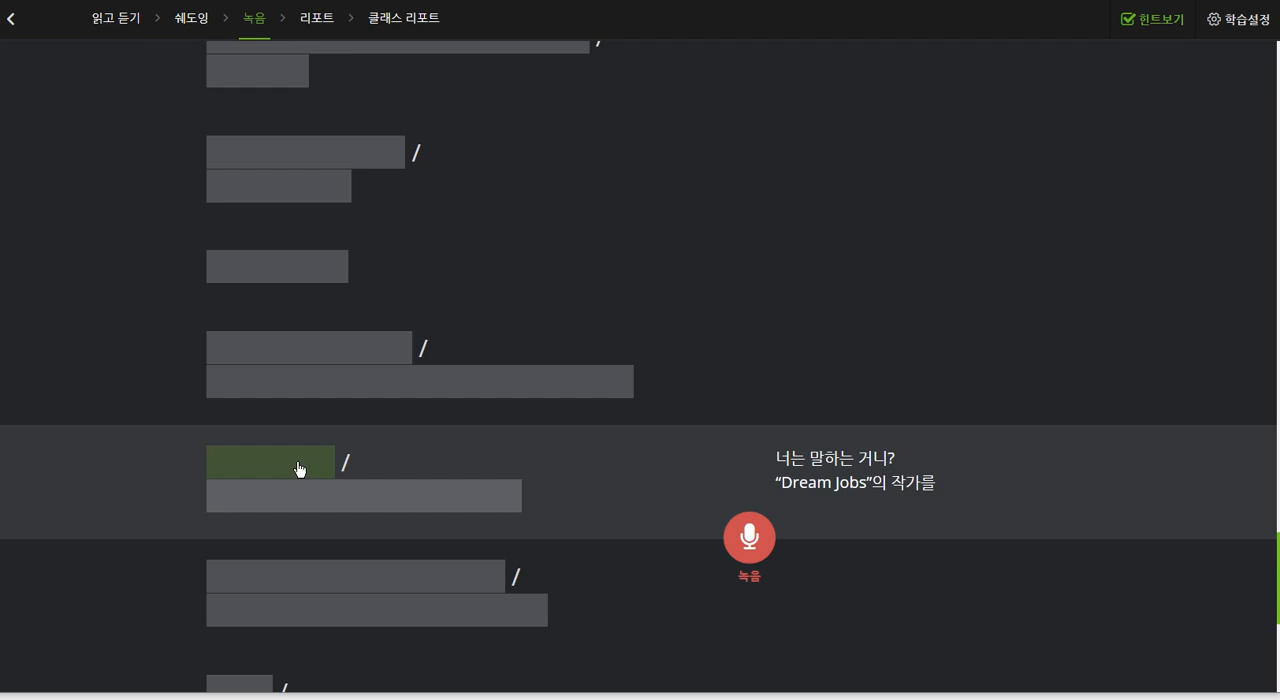 읽고 듣기 > 쉐도잉 > 녹음 > 리포트 > 클래스 리포트
힌트보기
학습설정
/
/
/
/
너는 말하는 거니?
“Dream Jobs”의 작가를
녹음
/
/